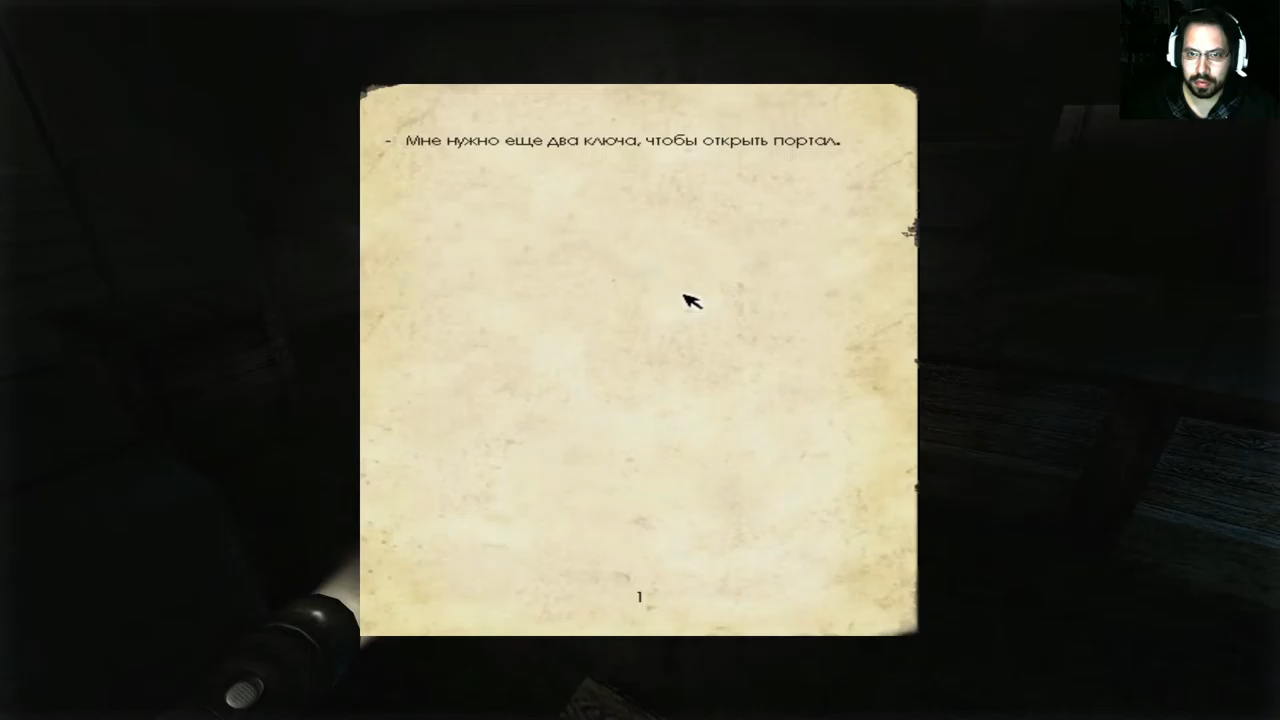 - Мне нужно еще два ключа, чтобы открыть портал.
1